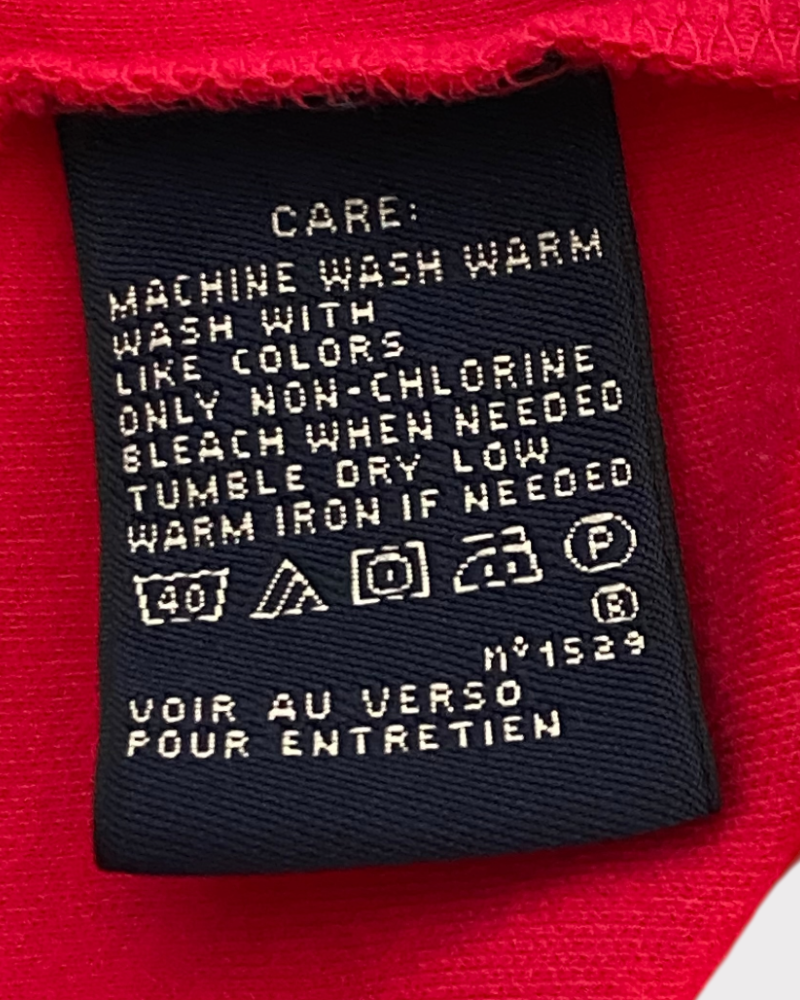 CARE:
MACHINE WASH WARM
WASH WITH
LIKE COLORS
ONLY NON-CHLORINE
BLEACH WHEN NEEDED
TUMBLE DRY LOW
WARM IRON IF NEEDED
40 P
®
Nº1529
VOIR AU VERSO
POUR ENTRETIEN